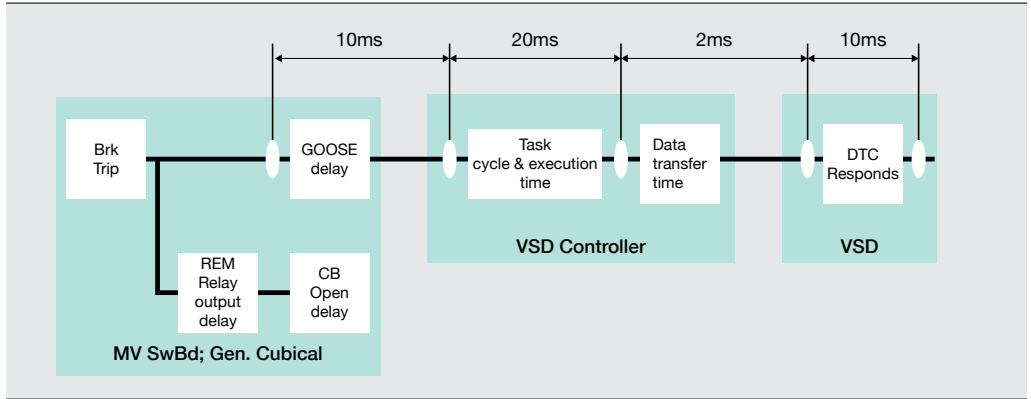 10ms
20ms
2ms
10ms
Brk
Trip
GOOSE
delay
Task
cycle & execution
time
Data
transfer
time
DTC
Responds
VSD Controller
VSD
REM
Relay
output
delay
CB
Open
delay
MV SwBd; Gen. Cubical